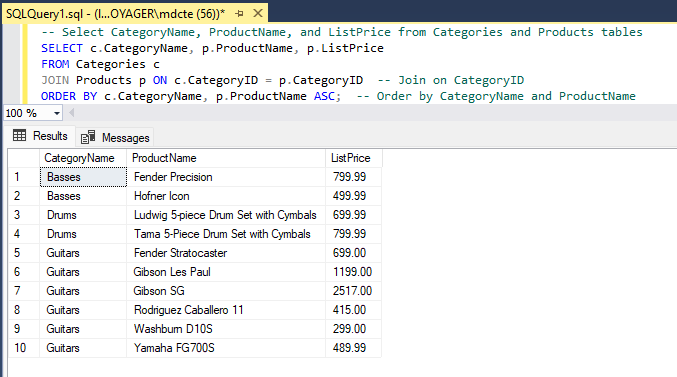 SQLQuery1.sql - (l...OYAGER\mdcte (56))*
-- Select CategoryName, ProductName, and ListPrice from Categories and Products tables
SELECT c.CategoryName, p.ProductName, p.ListPrice
FROM Categories c
JOIN Products p ON c.CategoryID = p.CategoryID  -- Join on CategoryID
ORDER BY c.CategoryName, p.ProductName ASC;  -- Order by CategoryName and ProductName
100 %
Results Messages
CategoryName ProductName ListPrice
1 Basses Fender Precision 799.99
2 Basses Hofner Icon 499.99
3 Drums Ludwig 5-piece Drum Set with Cymbals 699.99
4 Drums Tama 5-Piece Drum Set with Cymbals 799.99
5 Guitars Fender Stratocaster 699.00
6 Guitars Gibson Les Paul 1199.00
7 Guitars Gibson SG 2517.00
8 Guitars Rodriguez Caballero 11 415.00
9 Guitars Washburn D10S 299.00
10 Guitars Yamaha FG700S 489.99